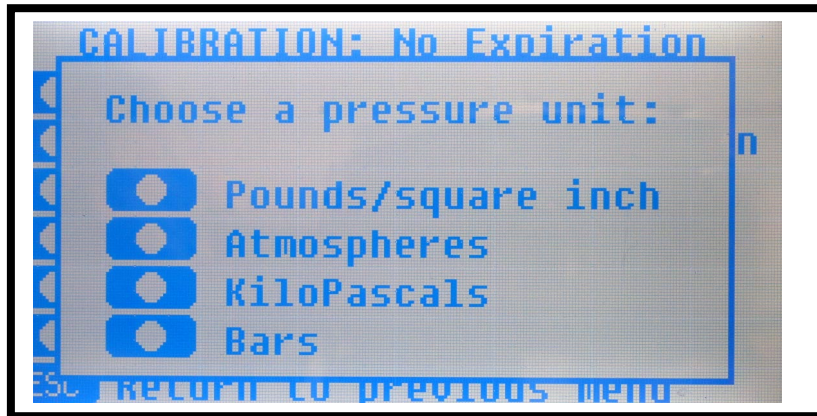 CALIBRATION: No Expiration
Choose a pressure unit:
n
Pounds/square inch
Atmospheres
KiloPascals
Bars
ESC Return to previous menu